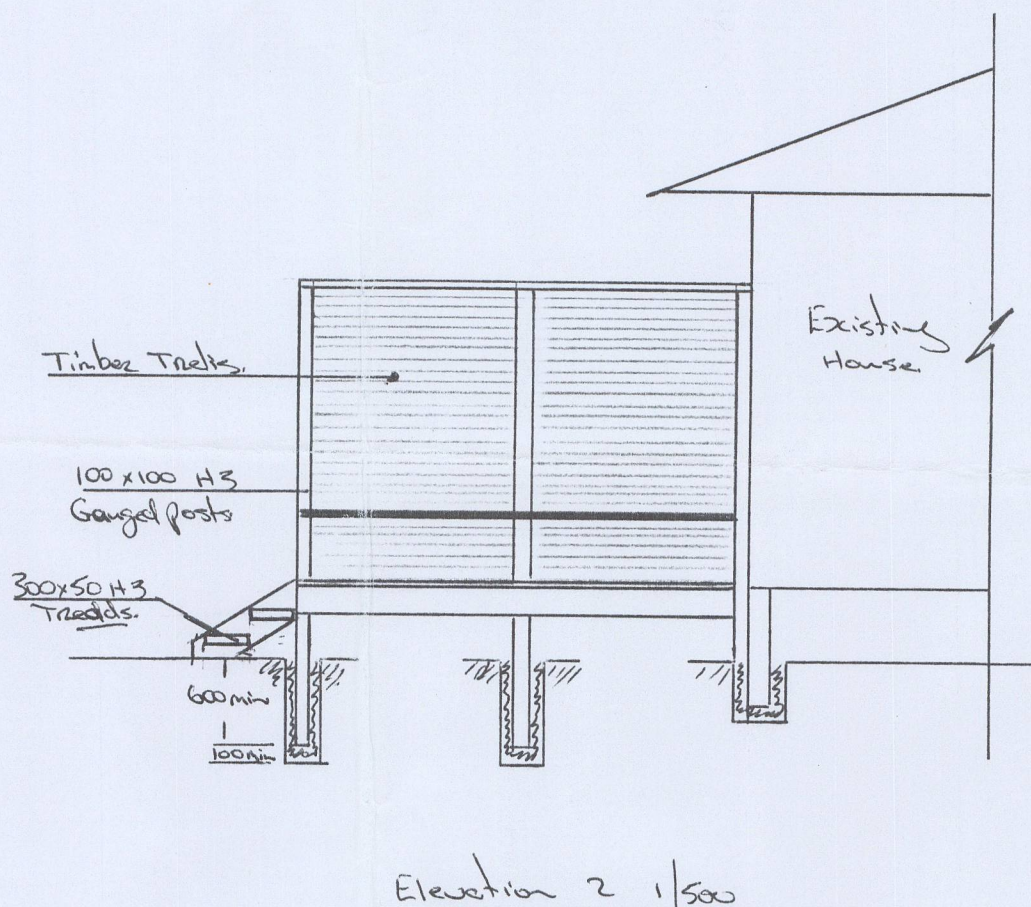 Existing
House.
Timber Trelis.
100 x 100 H3
Gauged posts
300x50 H3
Treads.
600 min
100 min
Elevation 2 1/500